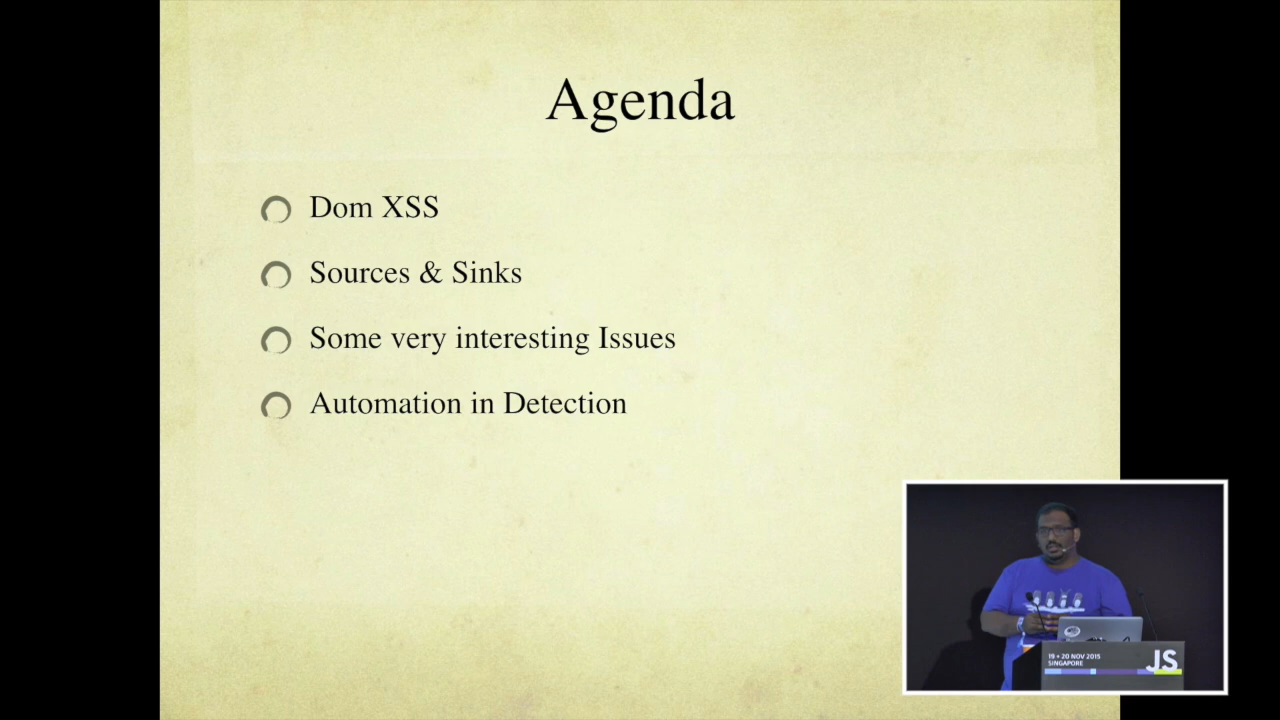 Agenda
Dom XSS
Sources & Sinks
Some very interesting Issues
Automation in Detection
19 + 20 NOV 2015
SINGAPORE
JS